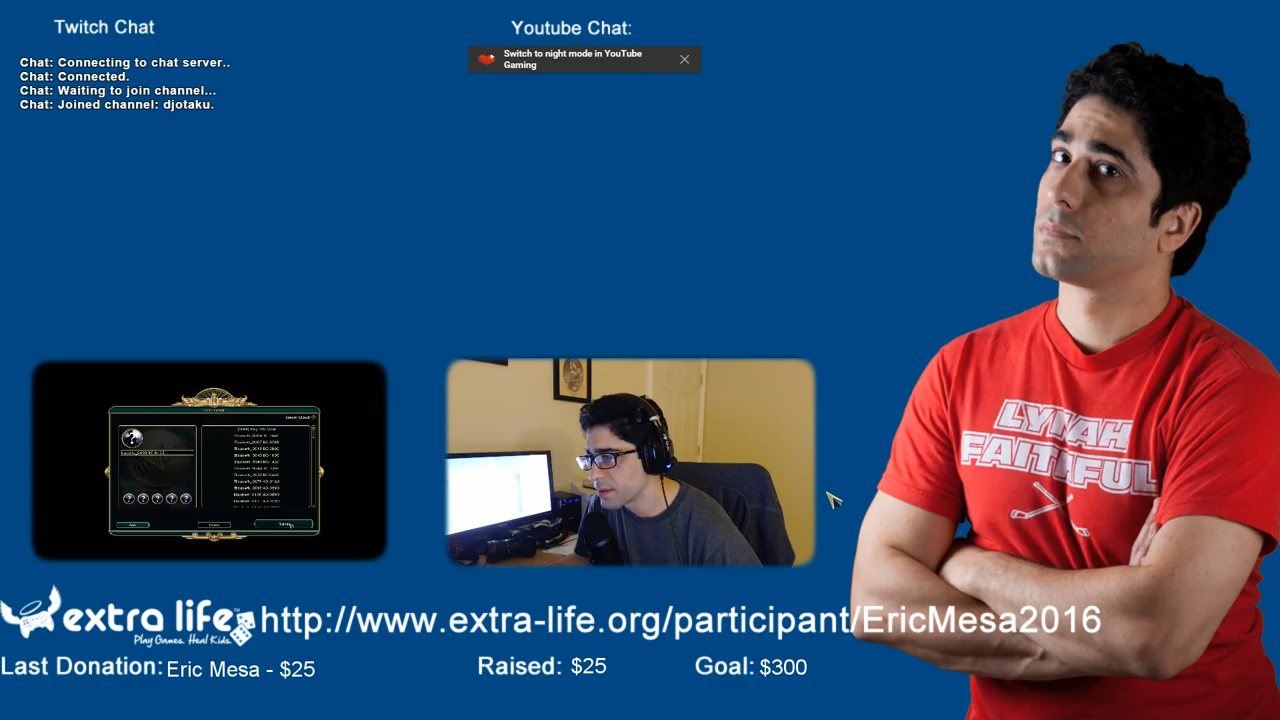 Twitch Chat
Youtube Chat:
Switch to night mode in YouTube
Gaming
Chat: Connecting to chat server..
Chat: Connected.
Chat: Waiting to join channel...
Chat: Joined channel: djotaku.
LYNAH
FAITHFUL
extra life
Play Games. Heal Kids.
http://www.extra-life.org/participant/EricMesa2016
Last Donation: Eric Mesa - $25
Raised: $25
Goal: $300